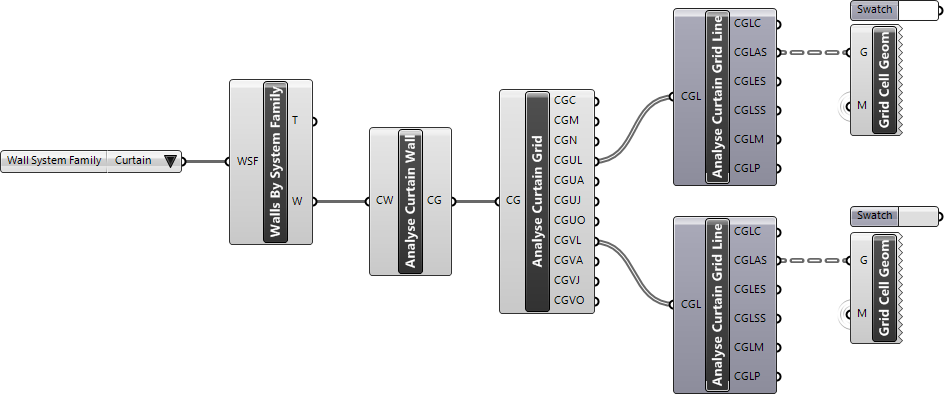 Wall System Family Curtain
WSF
Walls By System Family
T
W
CW
Analyse Curtain Wall
CG
CG
Analyse Curtain Grid
CGC
CGM
CGN
CGUL
CGUA
CGUJ
CGUO
CGVL
CGVA
CGVJ
CGVO
CGL
Analyse Curtain Grid Line
CGLC
CGLAS
CGLES
CGLSS
CGLM
CGLP
Swatch
G
M
Grid Cell Geom
CGL
Analyse Curtain Grid Line
CGLC
CGLAS
CGLES
CGLSS
CGLM
CGLP
Swatch
G
M
Grid Cell Geom